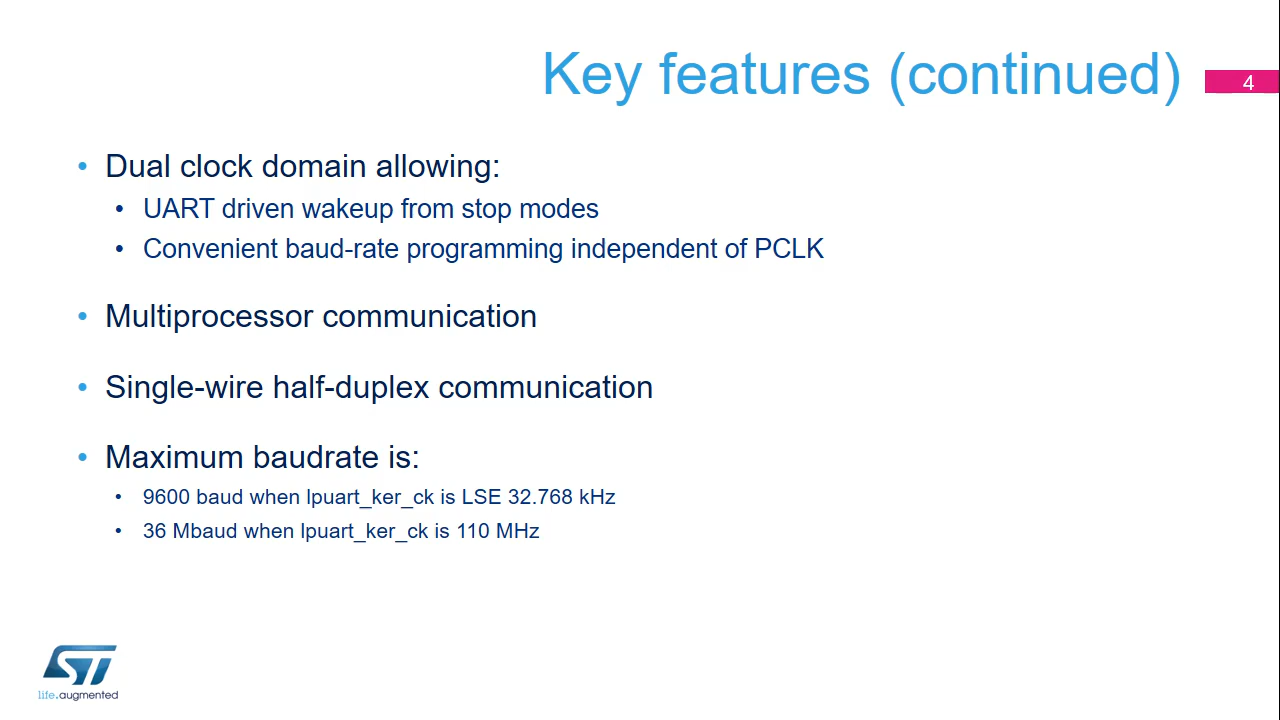 Key features (continued)
4
• Dual clock domain allowing:
• UART driven wakeup from stop modes
• Convenient baud-rate programming independent of PCLK
• Multiprocessor communication
• Single-wire half-duplex communication
• Maximum baudrate is:
• 9600 baud when lpuart_ker_ck is LSE 32.768 kHz
• 36 Mbaud when lpuart_ker_ck is 110 MHz
ST
life.augmented